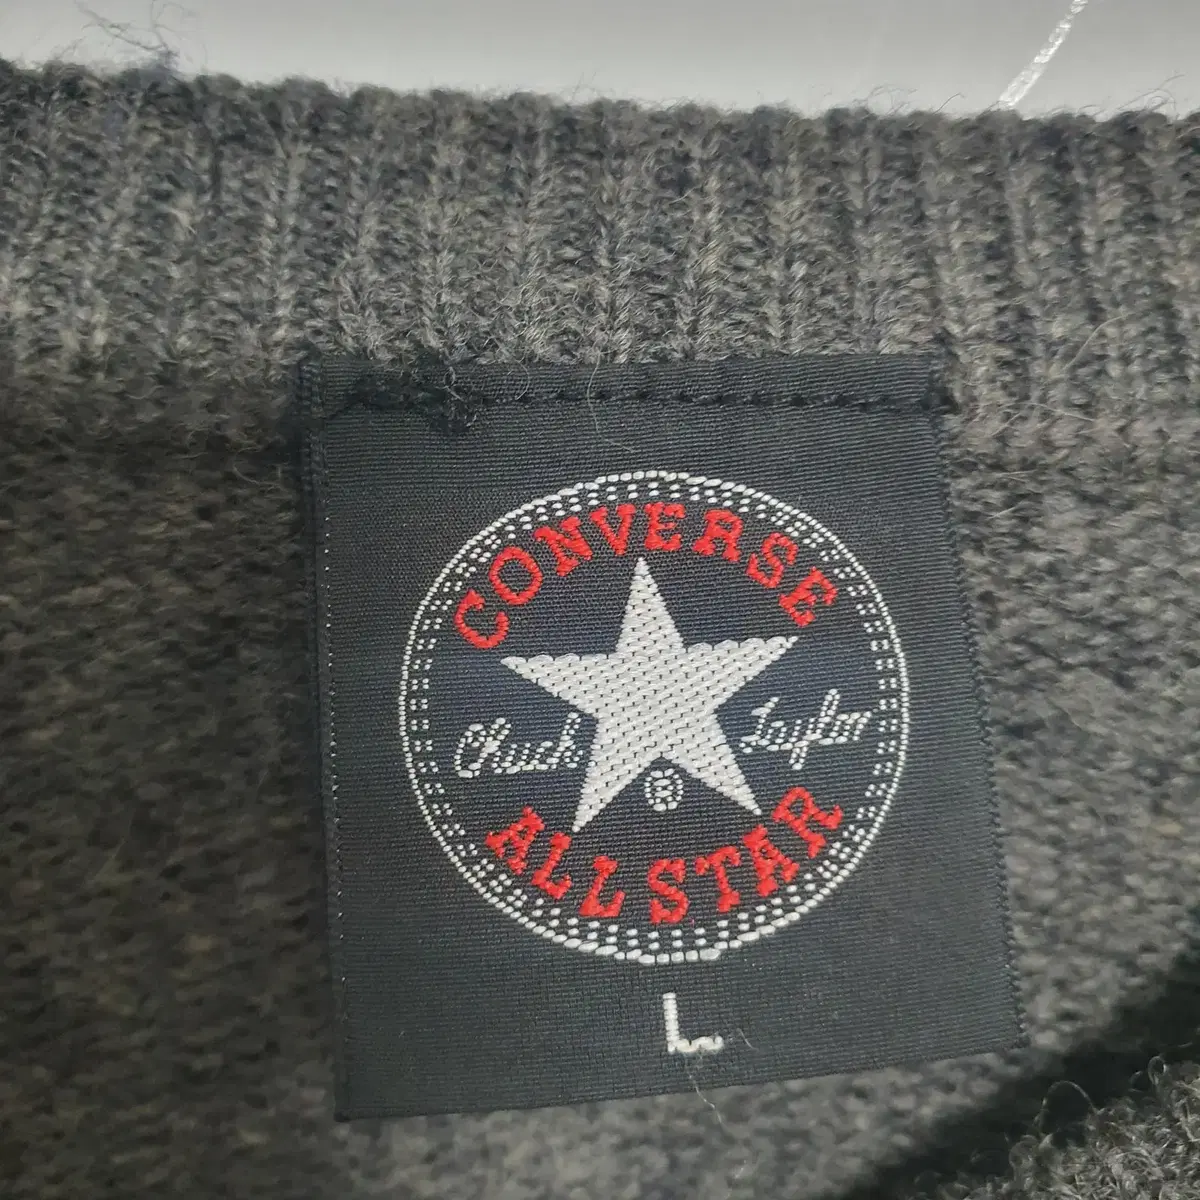 CONVERSE
Chuck Taylor
®
ALL STAR
L